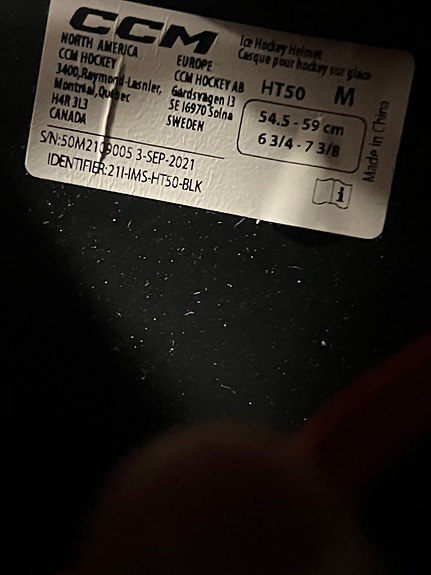 CCM
Ice Hockey Helmet
Casque pour hockey sur glace
NORTH AMERICA
CCM HOCKEY
3400,Raymond-Lasnier,
Montréal,Québec
H4R 3L3
CANADA
EUROPE
CCM HOCKEY AB
Gårdsvägen 13
SE 16970 Solna
SWEDEN
HT50 M
54.5 - 59 cm
6 3/4 - 7 3/8
Made in China
S/N:50M2109005 3-SEP-2021
IDENTIFIER:21I-IMS-HT50-BLK
i